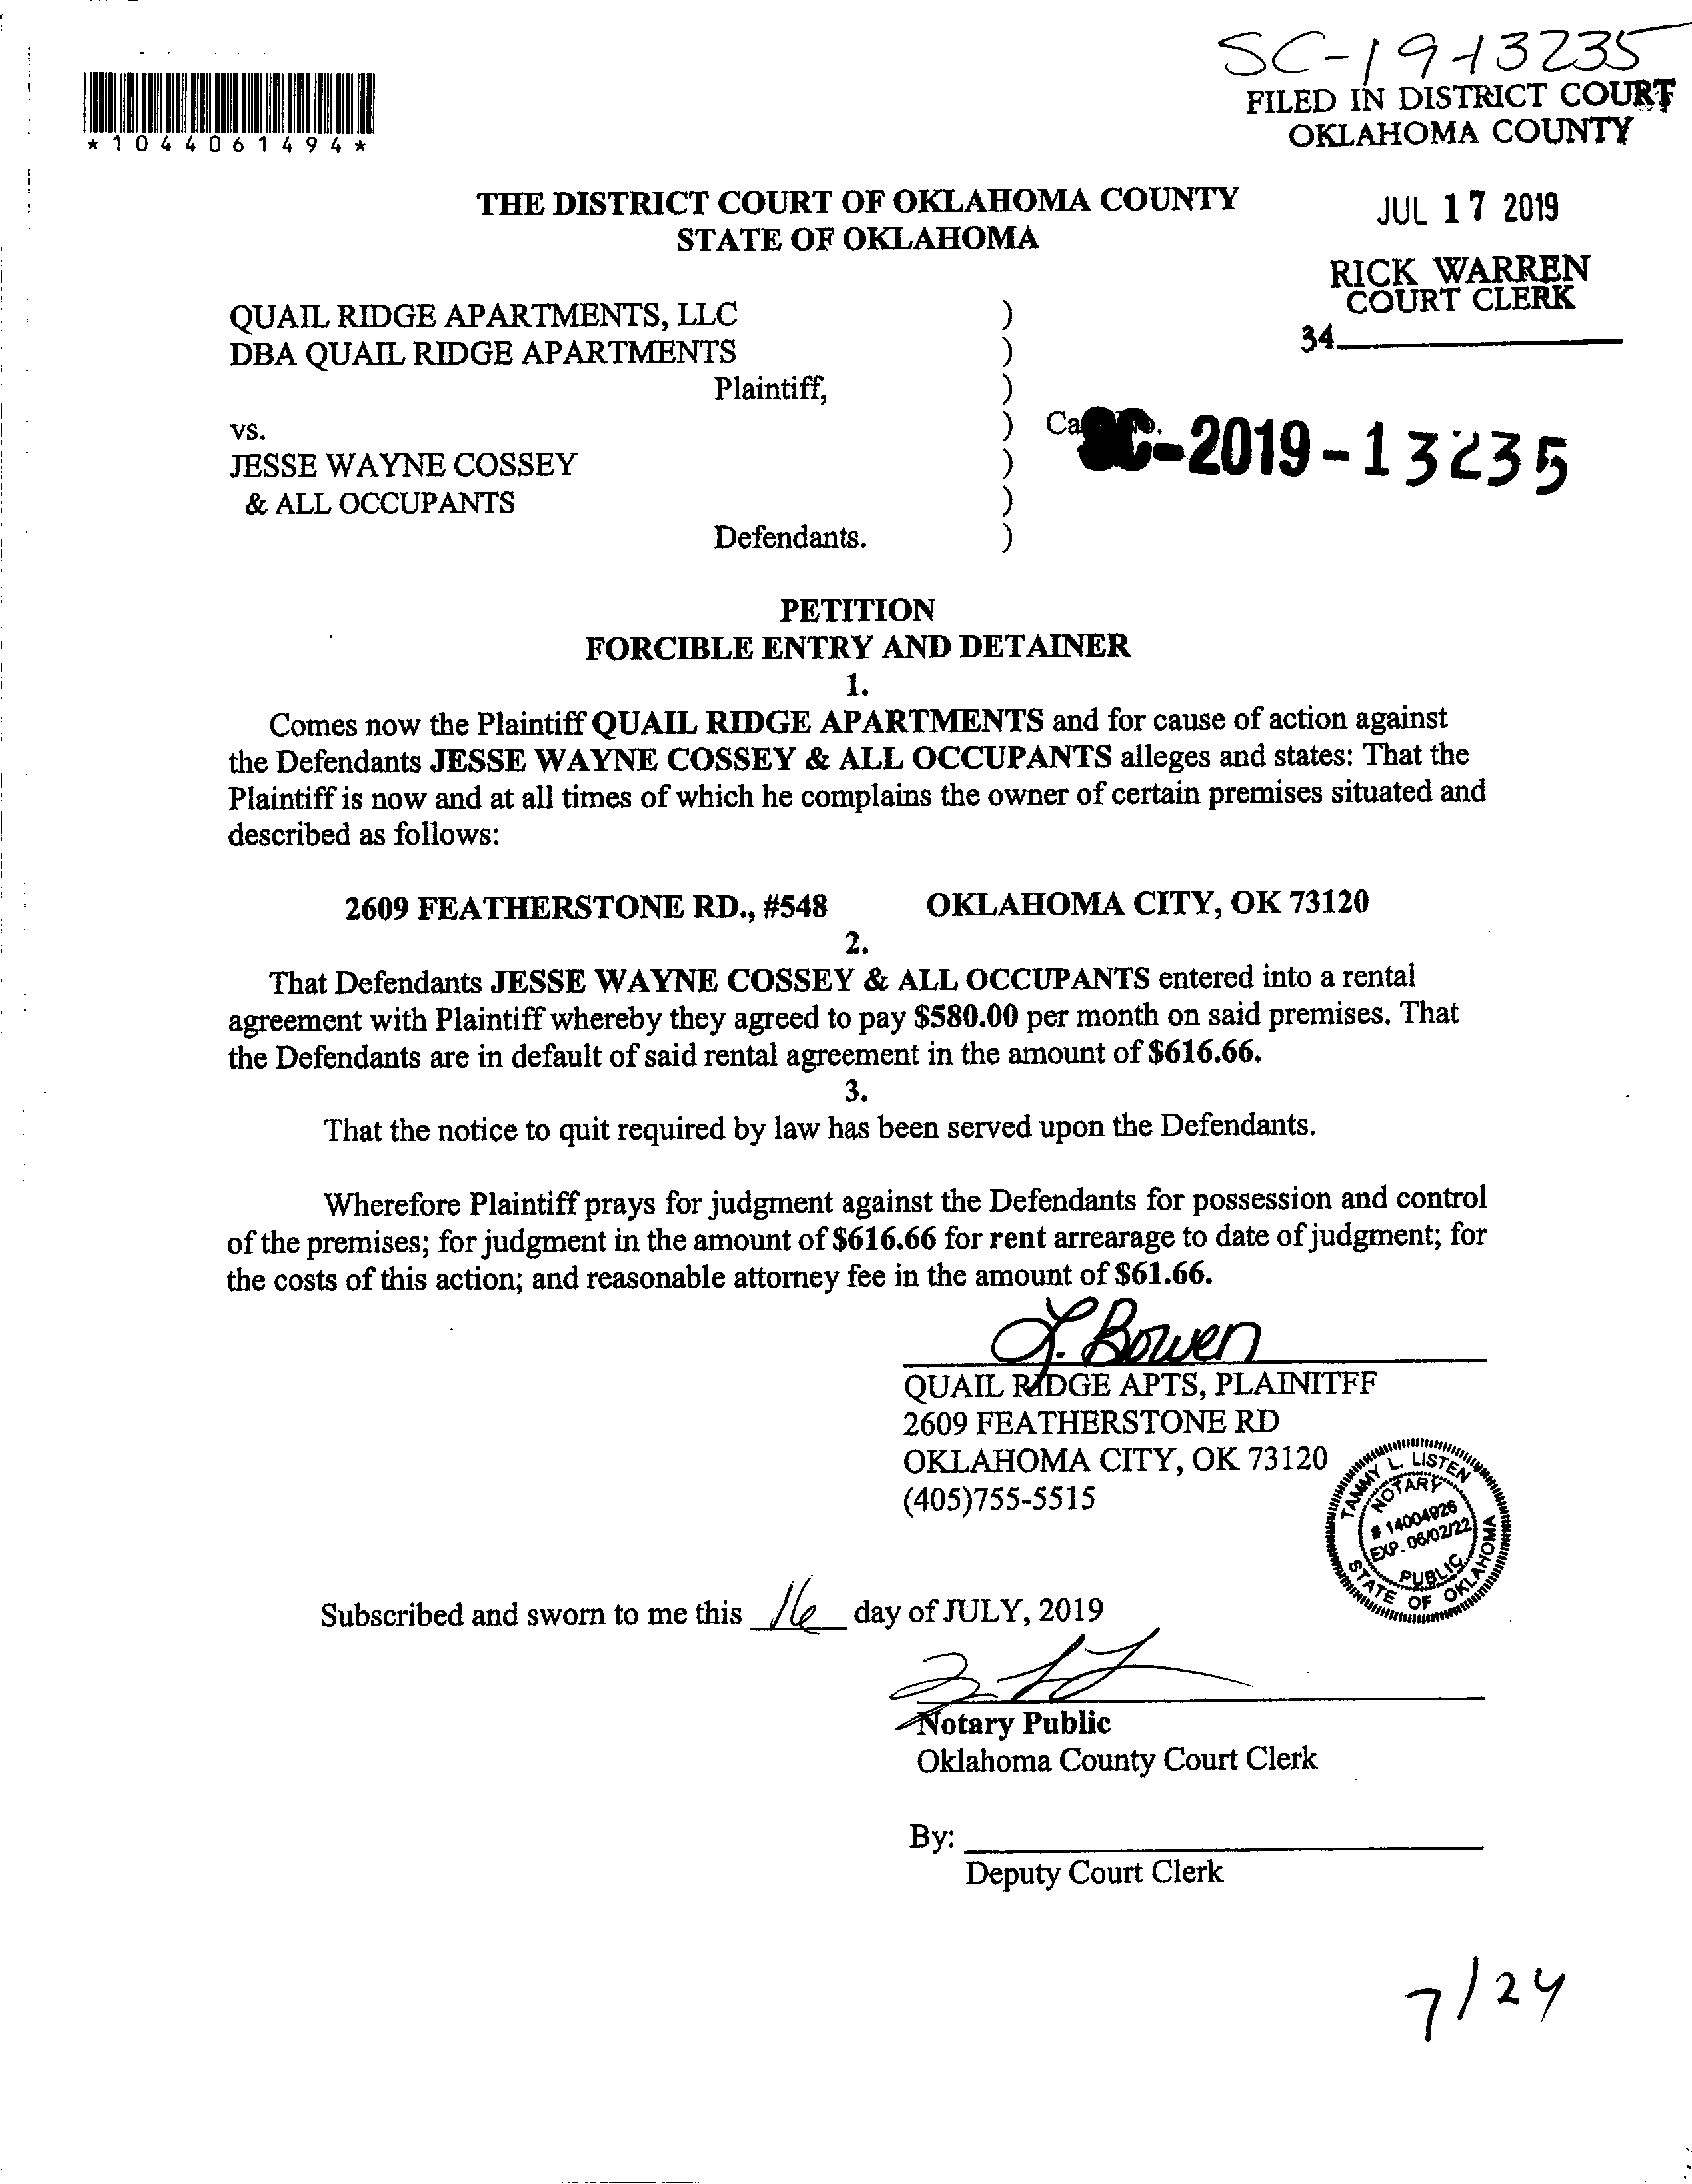 SC-19-13235
FILED IN DISTRICT COURT
OKLAHOMA COUNTY
*1044061494*
JUL 17 2019
RICK WARREN
COURT CLERK
34
THE DISTRICT COURT OF OKLAHOMA COUNTY
STATE OF OKLAHOMA
QUAIL RIDGE APARTMENTS, LLC )
DBA QUAIL RIDGE APARTMENTS )
Plaintiff, )
vs. ) SC-2019-13235
JESSE WAYNE COSSEY )
& ALL OCCUPANTS )
Defendants. )
PETITION
FORCIBLE ENTRY AND DETAINER
1.
Comes now the Plaintiff QUAIL RIDGE APARTMENTS and for cause of action against
the Defendants JESSE WAYNE COSSEY & ALL OCCUPANTS alleges and states: That the
Plaintiff is now and at all times of which he complains the owner of certain premises situated and
described as follows:
2609 FEATHERSTONE RD., #548 OKLAHOMA CITY, OK 73120
2.
That Defendants JESSE WAYNE COSSEY & ALL OCCUPANTS entered into a rental
agreement with Plaintiff whereby they agreed to pay $580.00 per month on said premises. That
the Defendants are in default of said rental agreement in the amount of $616.66.
3.
That the notice to quit required by law has been served upon the Defendants.
Wherefore Plaintiff prays for judgment against the Defendants for possession and control
of the premises; for judgment in the amount of $616.66 for rent arrearage to date of judgment; for
the costs of this action; and reasonable attorney fee in the amount of $61.66.
L. Bowen
QUAIL RIDGE APTS, PLAINITFF
2609 FEATHERSTONE RD
OKLAHOMA CITY, OK 73120
(405)755-5515
TAMMY L. LISTEN
NOTARY
# 14004926
EXP. 06/02/22
PUBLIC
STATE OF OKLAHOMA
Subscribed and sworn to me this 16 day of JULY, 2019
Notary Public
Oklahoma County Court Clerk
By:
Deputy Court Clerk
7/24